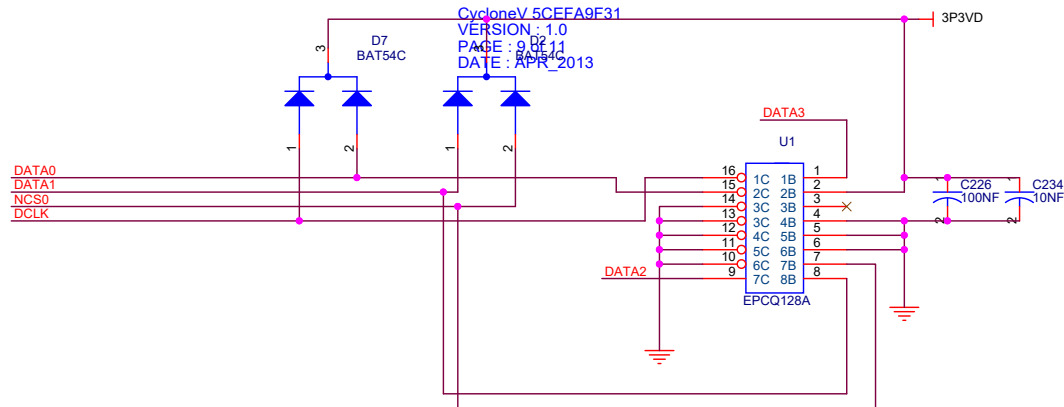 CycloneV 5CEFA9F31
VERSION : 1.0
PAGE : 9 of 11
DATE : APR_2013
3P3VD
3
D7
BAT54C
3
D2
BAT54C
1
2
1
2
DATA0
DATA1
NCS0
DCLK
DATA3
U1
16 1C 1B 1
15 2C 2B 2
14 3C 3B 3
13 3C 4B 4
12 4C 5B 5
11 5C 6B 6
10 6C 7B 7
9 7C 8B 8
DATA2
EPCQ128A
1
C226
100NF
2
1
C234
10NF
2